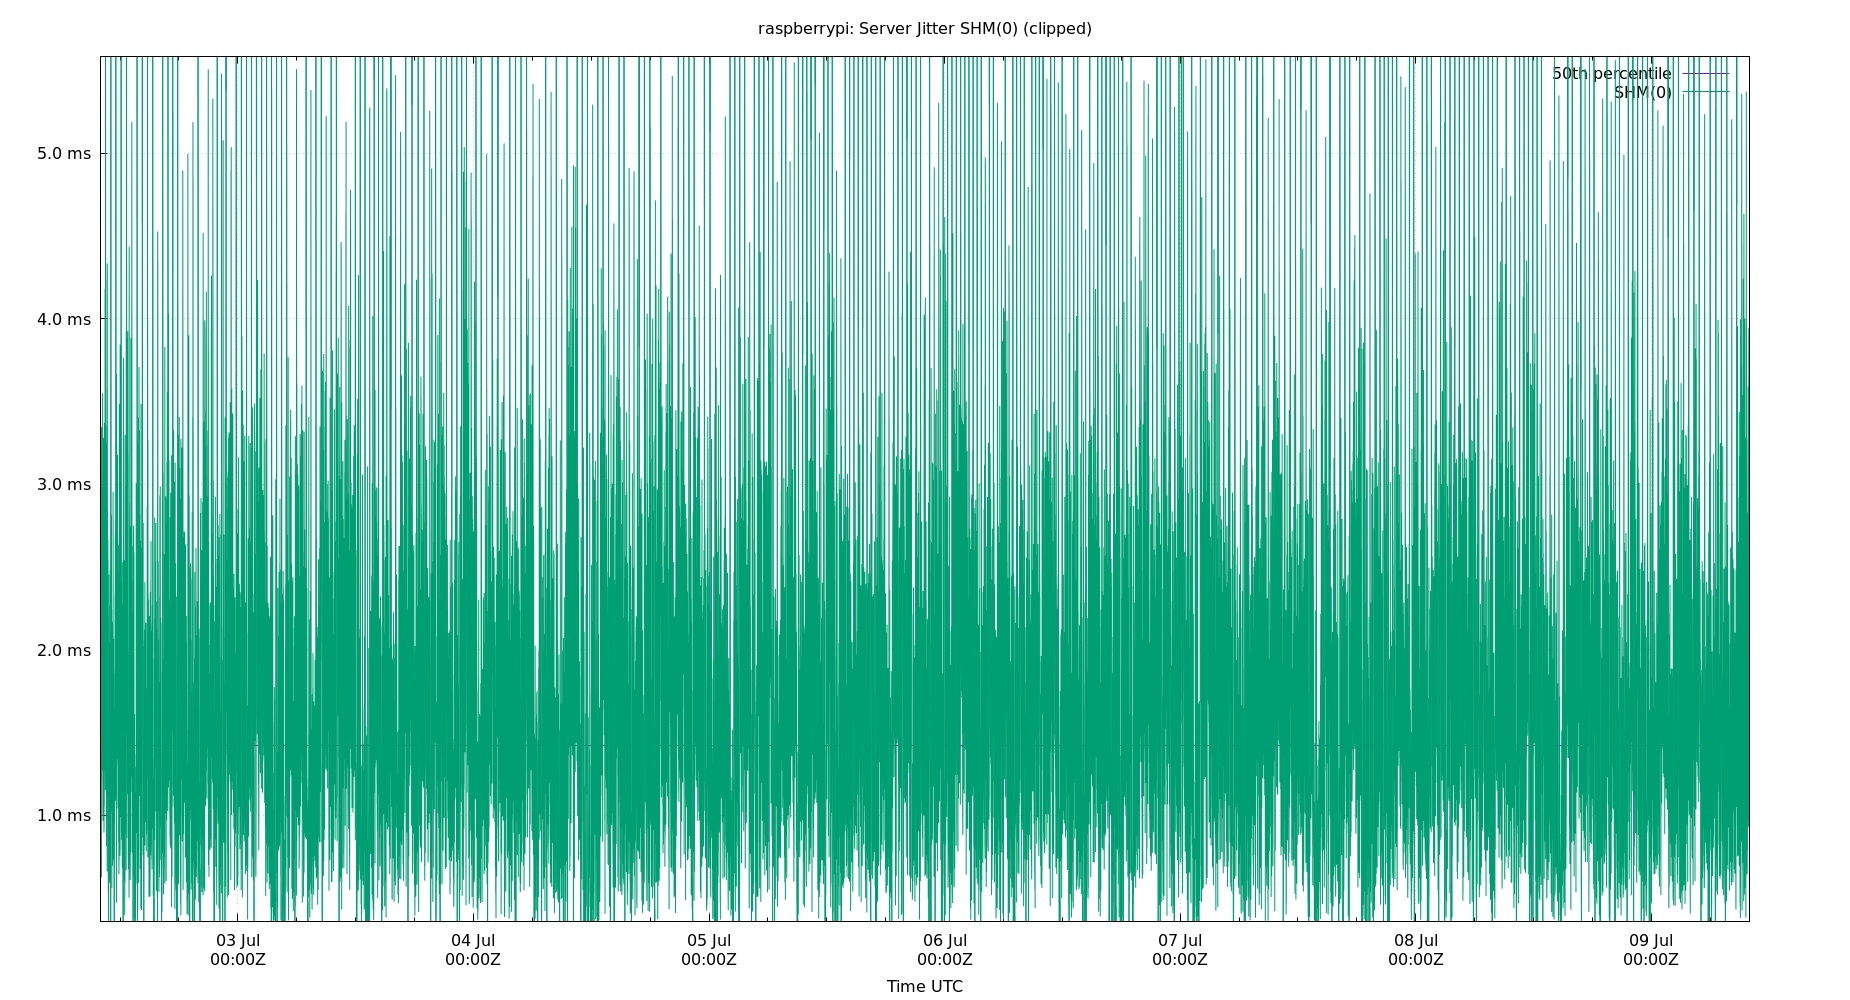 raspberrypi: Server Jitter SHM(0) (clipped)
50th percentile
SHM(0)
5.0 ms
4.0 ms
3.0 ms
2.0 ms
1.0 ms
03 Jul 04 Jul 05 Jul 06 Jul 07 Jul 08 Jul 09 Jul
00:00Z 00:00Z 00:00Z 00:00Z 00:00Z 00:00Z 00:00Z
Time UTC